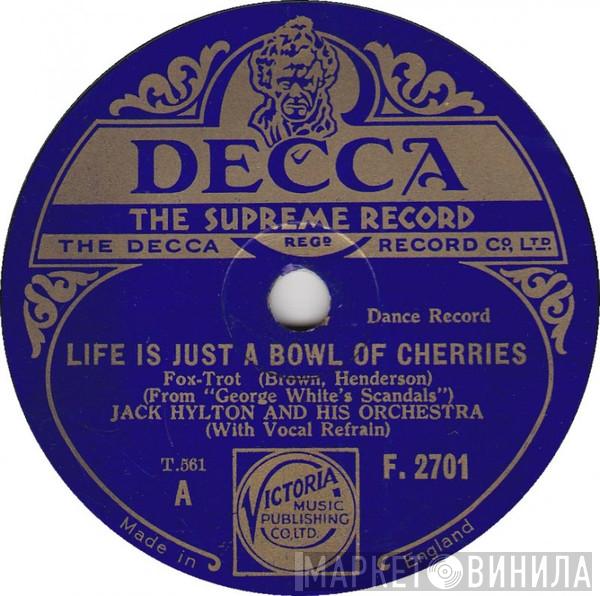 DECCA
THE SUPREME RECORD
THE DECCA REGD RECORD CO, LTD.
Dance Record
LIFE IS JUST A BOWL OF CHERRIES
Fox-Trot (Brown, Henderson)
(From "George White's Scandals")
JACK HYLTON AND HIS ORCHESTRA
(With Vocal Refrain)
T.561
A
F. 2701
VICTORIA
MUSIC
PUBLISHING
CO., LTD.
Made in England
МАРКЕТ ВИНИЛА